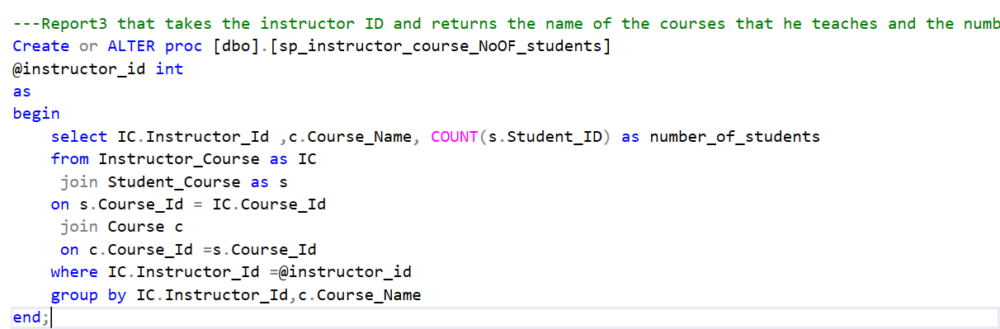 ---Report3 that takes the instructor ID and returns the name of the courses that he teaches and the
Create or ALTER proc [dbo].[sp_instructor_course_NoOF_students]
@instructor_id int
as
begin
select IC.Instructor_Id ,c.Course_Name, COUNT(s.Student_ID) as number_of_students
from Instructor_Course as IC
join Student_Course as s
on s.Course_Id = IC.Course_Id
join Course c
on c.Course_Id =s.Course_Id
where IC.Instructor_Id =@instructor_id
group by IC.Instructor_Id,c.Course_Name
end;